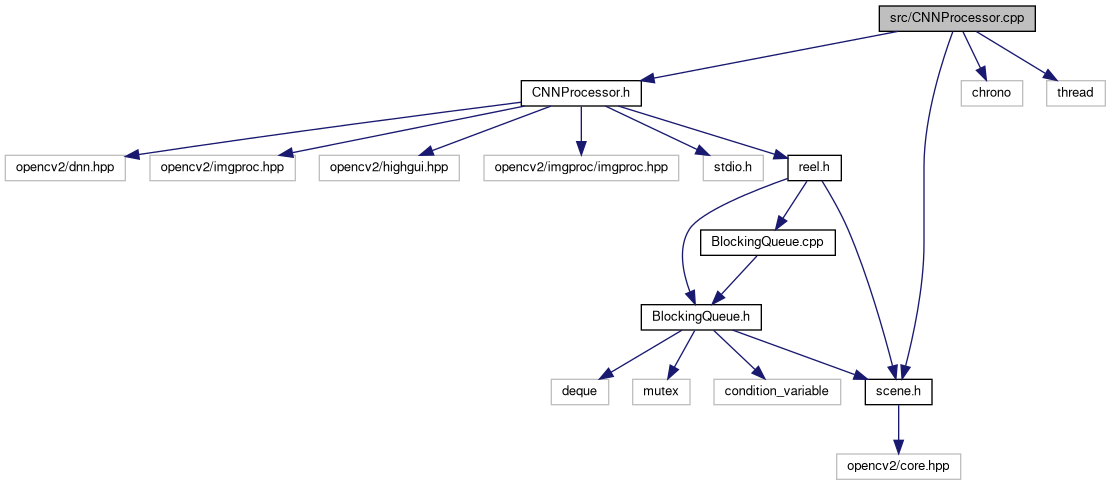 src/CNNProcessor.cpp
CNNProcessor.h
chrono
thread
opencv2/dnn.hpp
opencv2/imgproc.hpp
opencv2/highgui.hpp
opencv2/imgproc/imgproc.hpp
stdio.h
reel.h
BlockingQueue.cpp
BlockingQueue.h
deque
mutex
condition_variable
scene.h
opencv2/core.hpp